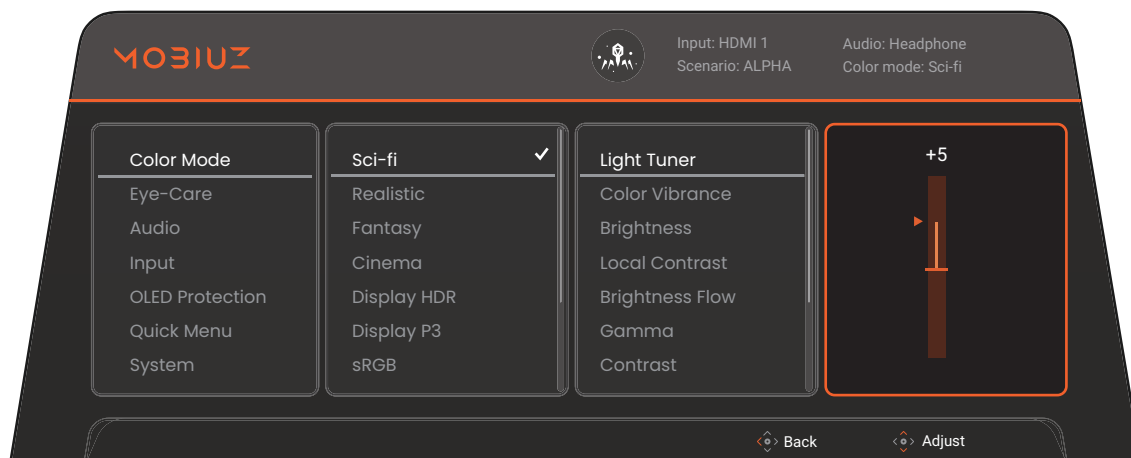 MOBIUZ
Input: HDMI 1
Scenario: ALPHA
Audio: Headphone
Color mode: Sci-fi
Color Mode
Eye-Care
Audio
Input
OLED Protection
Quick Menu
System
Sci-fi
Realistic
Fantasy
Cinema
Display HDR
Display P3
sRGB
Light Tuner
Color Vibrance
Brightness
Local Contrast
Brightness Flow
Gamma
Contrast
+5
Back
Adjust